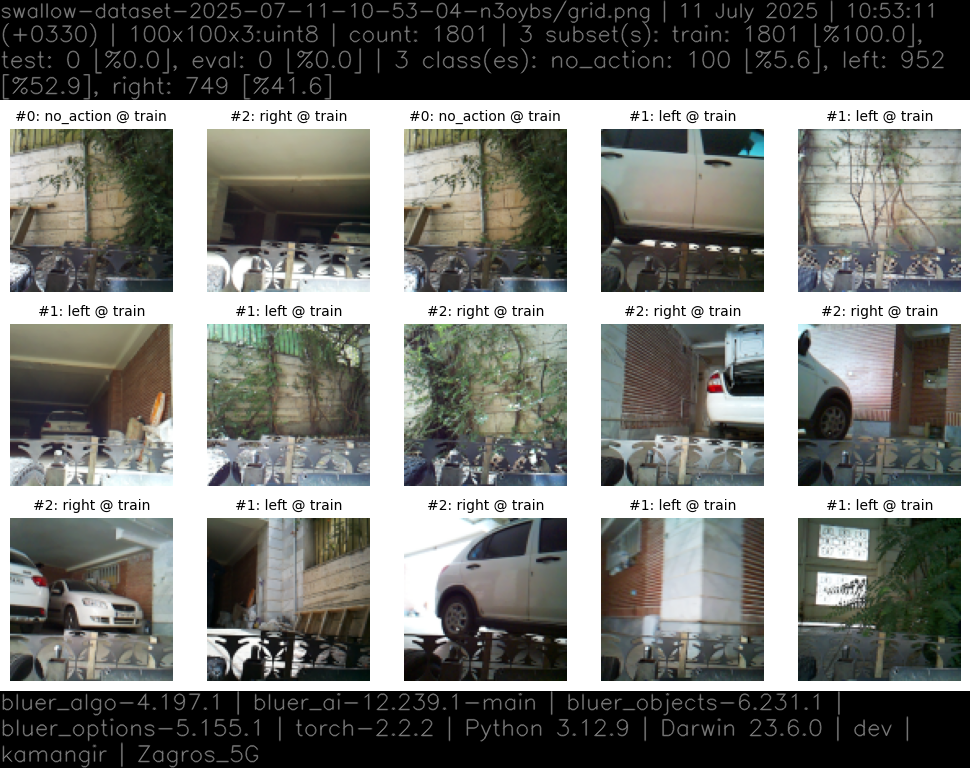 swallow-dataset-2025-07-11-10-53-04-n3oybs/grid.png | 11 July 2025 | 10:53:11
(+0330) | 100x100x3:uint8 | count: 1801 | 3 subset(s): train: 1801 [%100.0],
test: 0 [%0.0], eval: 0 [%0.0] | 3 class(es): no_action: 100 [%5.6], left: 952
[%52.9], right: 749 [%41.6]
#0: no_action @ train
#2: right @ train
#0: no_action @ train
#1: left @ train
#1: left @ train
#1: left @ train
#1: left @ train
#2: right @ train
#2: right @ train
#2: right @ train
#2: right @ train
#1: left @ train
#2: right @ train
#1: left @ train
#1: left @ train
bluer_algo-4.197.1 | bluer_ai-12.239.1-main | bluer_objects-6.231.1 |
bluer_options-5.155.1 | torch-2.2.2 | Python 3.12.9 | Darwin 23.6.0 | dev |
kamangir | Zagros_5G